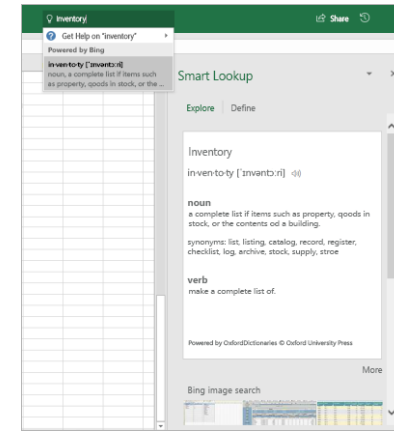 Inventory
Share
Get Help on "inventory"
Powered by Bing
in·ven·to·ty ['ɪnvəntɔ:ri]
noun, a complete list if items such
as property, qoods in stock, or the ...
Smart Lookup
Explore
Define
Inventory
in·ven·to·ty ['ɪnvəntɔ:ri]
noun
a complete list if items such as property, qoods in
stock, or the contents od a building.
synonyms: list, listing, catalog, record, register,
checklist, log, archive, stock, supply, stroe
verb
make a complete list of.
Powered by OxfordDictionaries © Oxford University Press
More
Bing image search